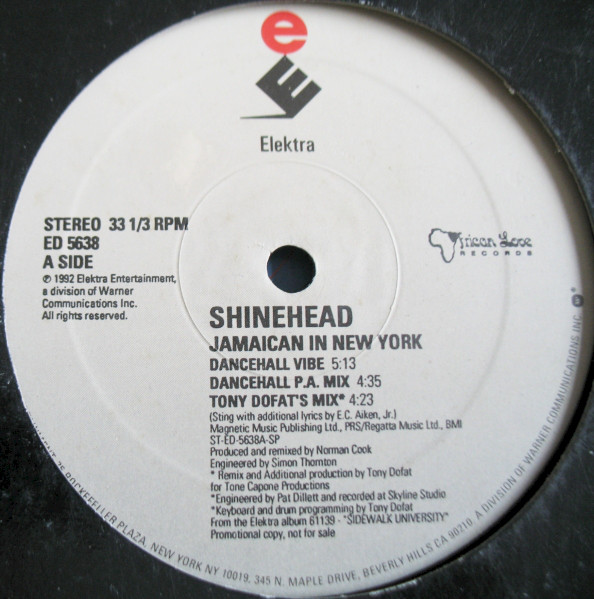 e
E
Elektra
STEREO 33 1/3 RPM
ED 5638
A SIDE
℗ 1992 Elektra Entertainment,
a division of Warner
Communications Inc.
All rights reserved.
African Love
RECORDS
SHINEHEAD
JAMAICAN IN NEW YORK
DANCEHALL VIBE 5:13
DANCEHALL P.A. MIX 4:35
TONY DOFAT'S MIX* 4:23
(Sting with additional lyrics by E.C. Aiken, Jr.)
Magnetic Music Publishing Ltd., PRS/Regatta Music Ltd., BMI
ST-ED-5638A-SP
Produced and remixed by Norman Cook
Engineered by Simon Thornton
* Remix and Additional production by Tony Dofat
for Tone Capone Productions
*Engineered by Pat Dillett and recorded at Skyline Studio
*Keyboard and drum programming by Tony Dofat
From the Elektra album 61139 - "SIDEWALK UNIVERSITY"
Promotional copy, not for sale
75 ROCKEFELLER PLAZA, NEW YORK NY 10019. 345 N. MAPLE DRIVE, BEVERLY HILLS CA 90210. A DIVISION OF WARNER COMMUNICATIONS INC.